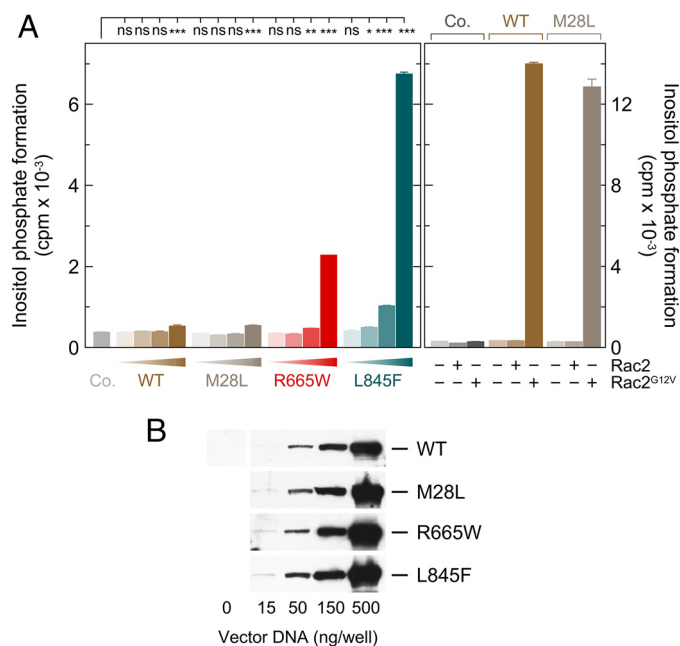 A
ns ns ns *** ns ns ns *** ns ns ** *** ns * *** ***
Co. WT M28L
Inositol phosphate formation
(cpm x 10⁻³)
6
4
2
0
12
8
4
0
Inositol phosphate formation
(cpm x 10⁻³)
Co. WT M28L R665W L845F
– + – – + – – + – Rac2
– – + – – + – – + Rac2G12V
B
WT
M28L
R665W
L845F
0 15 50 150 500
Vector DNA (ng/well)